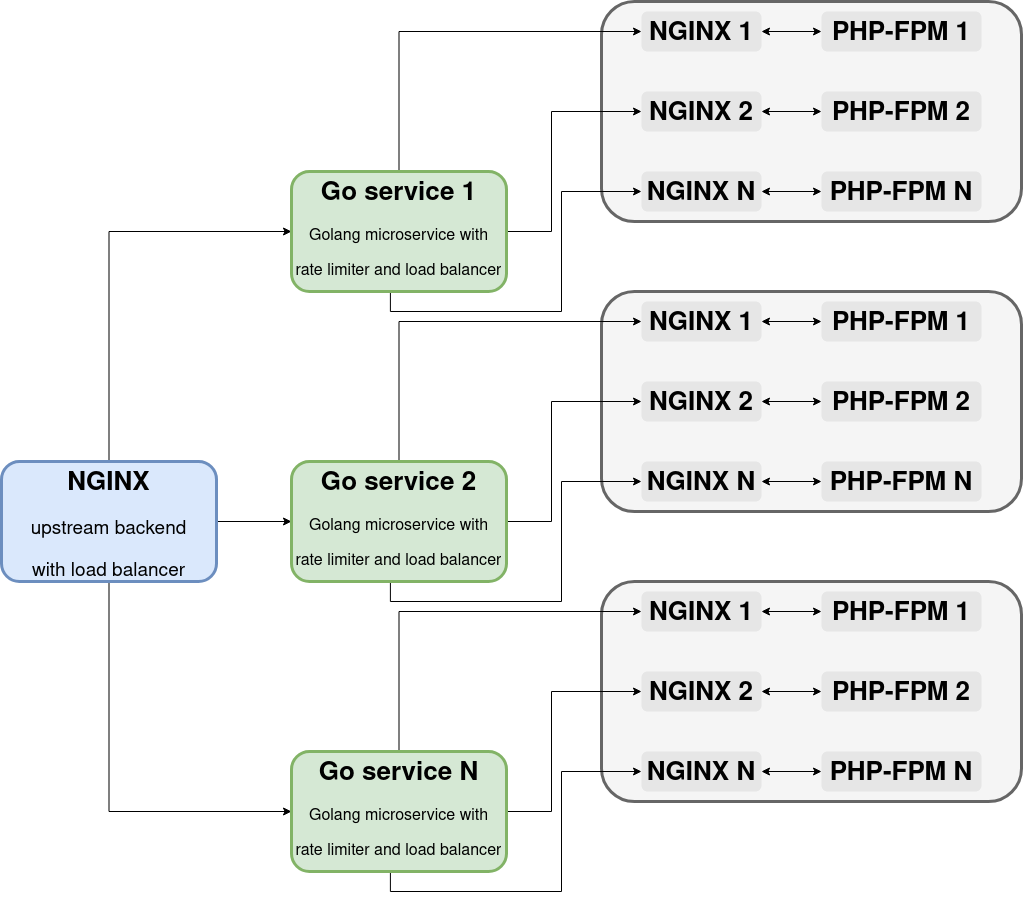 NGINX 1
PHP-FPM 1
NGINX 2
PHP-FPM 2
NGINX N
PHP-FPM N
Go service 1
Golang microservice with
rate limiter and load balancer
NGINX 1
PHP-FPM 1
NGINX 2
PHP-FPM 2
NGINX N
PHP-FPM N
NGINX
upstream backend
with load balancer
Go service 2
Golang microservice with
rate limiter and load balancer
NGINX 1
PHP-FPM 1
NGINX 2
PHP-FPM 2
NGINX N
PHP-FPM N
Go service N
Golang microservice with
rate limiter and load balancer